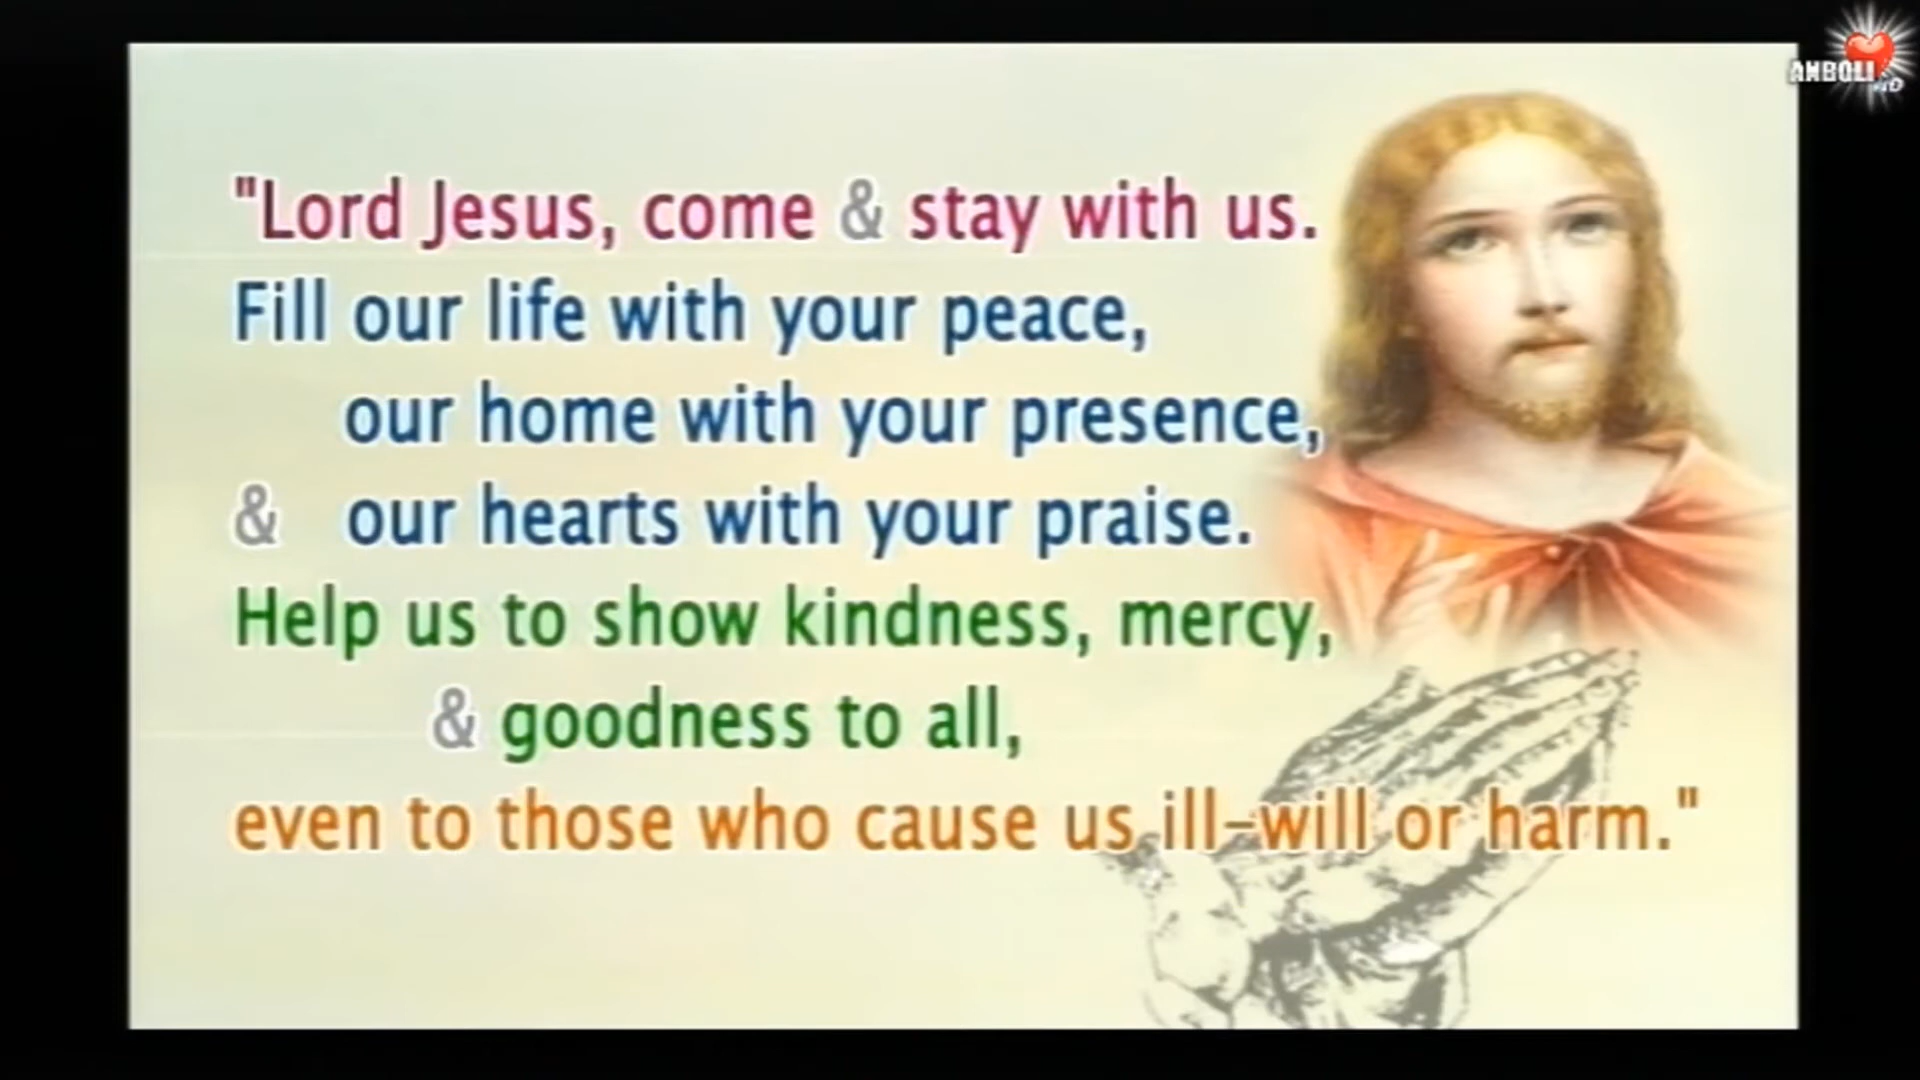 ANBOLI HD
"Lord Jesus, come & stay with us.
Fill our life with your peace,
our home with your presence,
& our hearts with your praise.
Help us to show kindness, mercy,
& goodness to all,
even to those who cause us ill-will or harm."